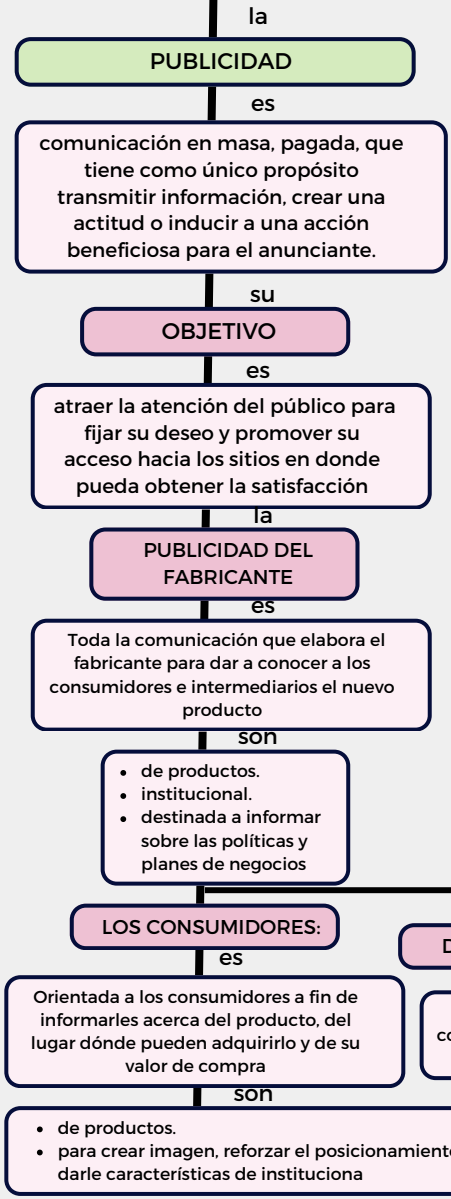 la
PUBLICIDAD
es
comunicación en masa, pagada, que
tiene como único propósito
transmitir información, crear una
actitud o inducir a una acción
beneficiosa para el anunciante.
su
OBJETIVO
es
atraer la atención del público para
fijar su deseo y promover su
acceso hacia los sitios en donde
pueda obtener la satisfacción
la
PUBLICIDAD DEL
FABRICANTE
es
Toda la comunicación que elabora el
fabricante para dar a conocer a los
consumidores e intermediarios el nuevo
producto
son
• de productos.
• institucional.
• destinada a informar
sobre las políticas y
planes de negocios
LOS CONSUMIDORES:
es
Orientada a los consumidores a fin de
informarles acerca del producto, del
lugar dónde pueden adquirirlo y de su
valor de compra
son
• de productos.
• para crear imagen, reforzar el posicionamiento
darle características de instituciona